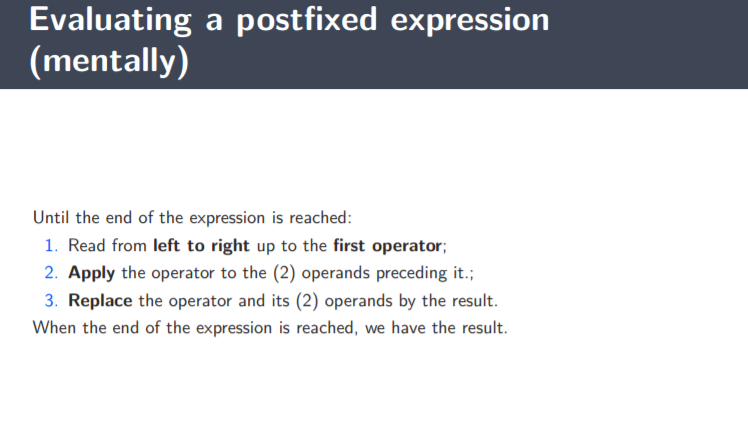 Evaluating a postfixed expression
(mentally)
Until the end of the expression is reached:
1. Read from left to right up to the first operator;
2. Apply the operator to the (2) operands preceding it.;
3. Replace the operator and its (2) operands by the result.
When the end of the expression is reached, we have the result.